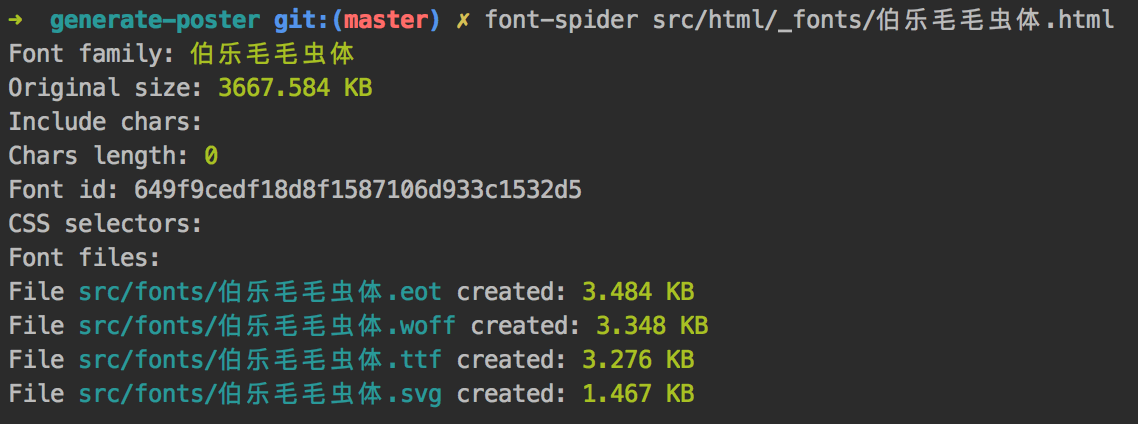 ➜  generate-poster git:(master) ✗ font-spider src/html/_fonts/伯乐毛毛虫体.html
Font family: 伯乐毛毛虫体
Original size: 3667.584 KB
Include chars:
Chars length: 0
Font id: 649f9cedf18d8f1587106d933c1532d5
CSS selectors:
Font files:
File src/fonts/伯乐毛毛虫体.eot created: 3.484 KB
File src/fonts/伯乐毛毛虫体.woff created: 3.348 KB
File src/fonts/伯乐毛毛虫体.ttf created: 3.276 KB
File src/fonts/伯乐毛毛虫体.svg created: 1.467 KB